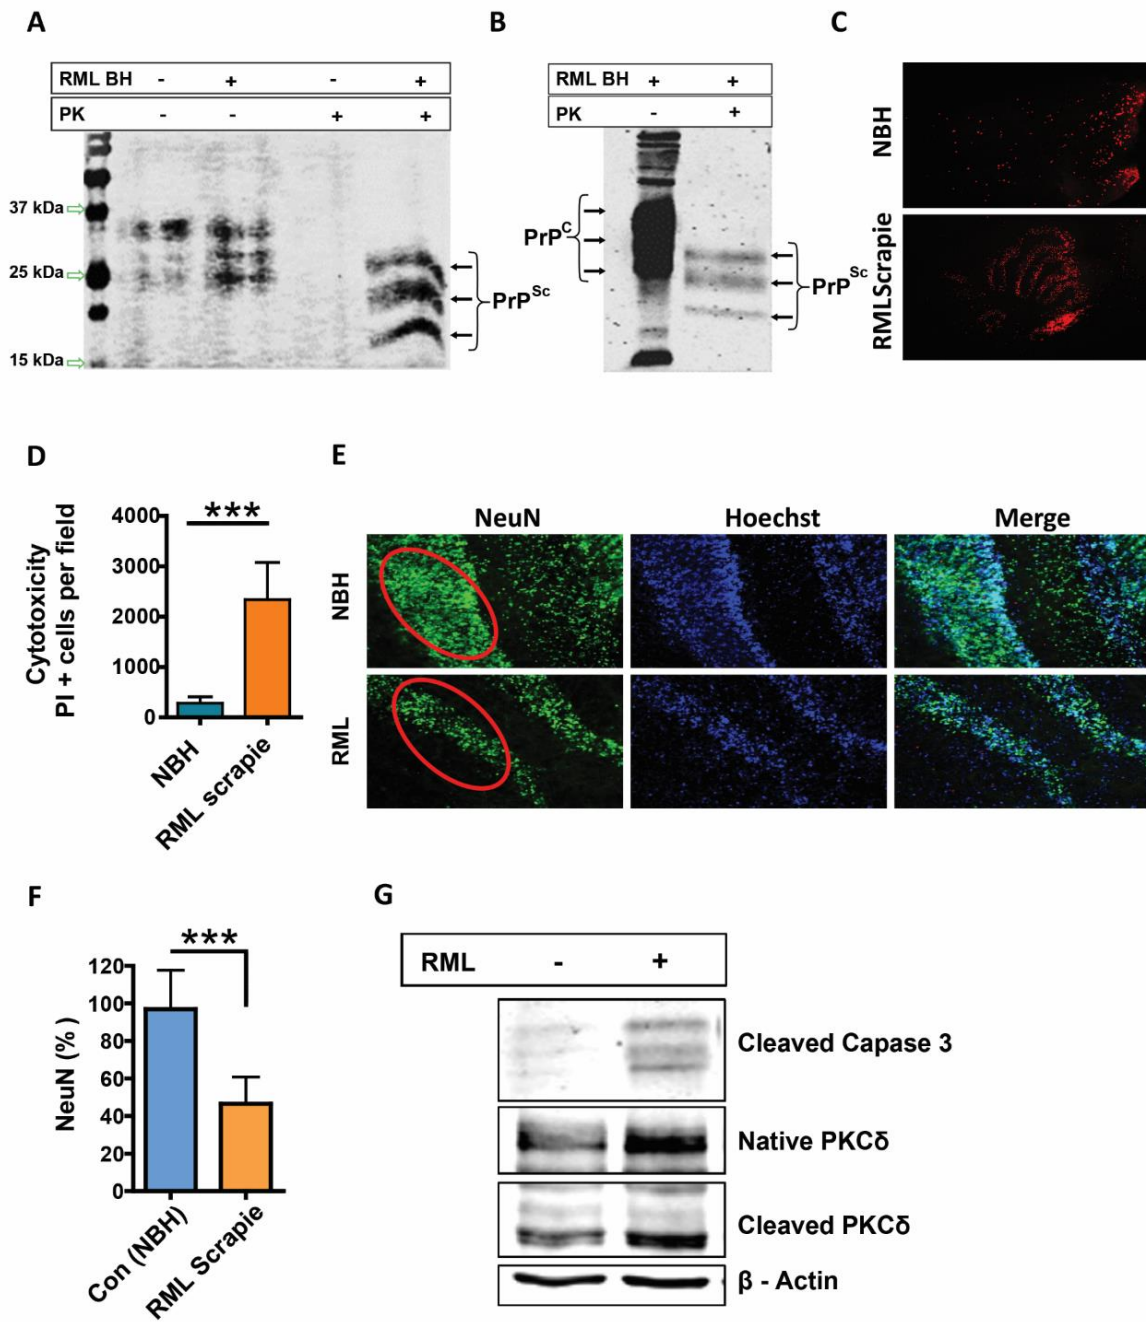 A
RML BH - + - +
PK - - + +
37 kDa
25 kDa
15 kDa
PrPSc
B
RML BH + +
PK - +
PrPC
PrPSc
C
NBH
RMLScrapie
D
Cytotoxicity
PI + cells per field
4000
3000
2000
1000
0
***
NBH
RML scrapie
E
NeuN Hoechst Merge
NBH
RML
F
NeuN (%)
120
100
80
60
40
20
0
***
Con (NBH)
RML Scrapie
G
RML - +
Cleaved Capase 3
Native PKCδ
Cleaved PKCδ
β - Actin